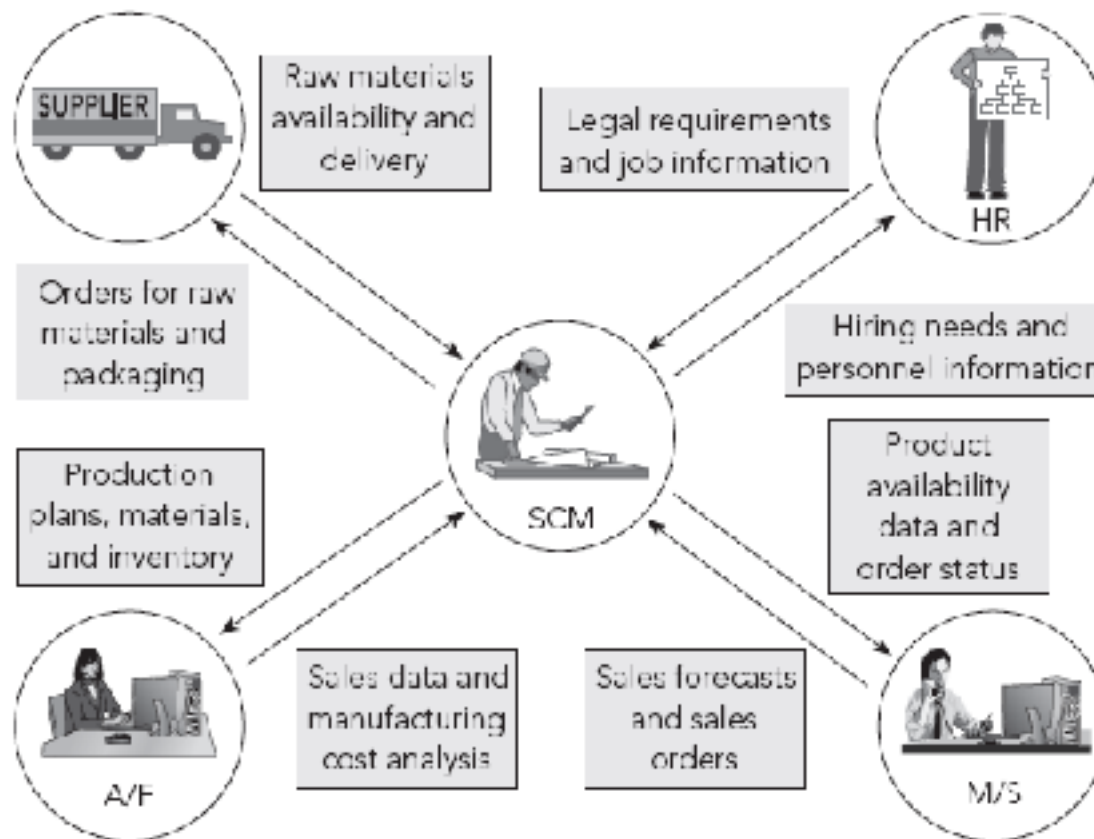 SUPPLIER
Raw materials
availability and
delivery
Legal requirements
and job information
HR
Orders for raw
materials and
packaging
Hiring needs and
personnel information
SCM
Production
plans, materials,
and inventory
Product
availability
data and
order status
A/F
Sales data and
manufacturing
cost analysis
Sales forecasts
and sales
orders
M/S